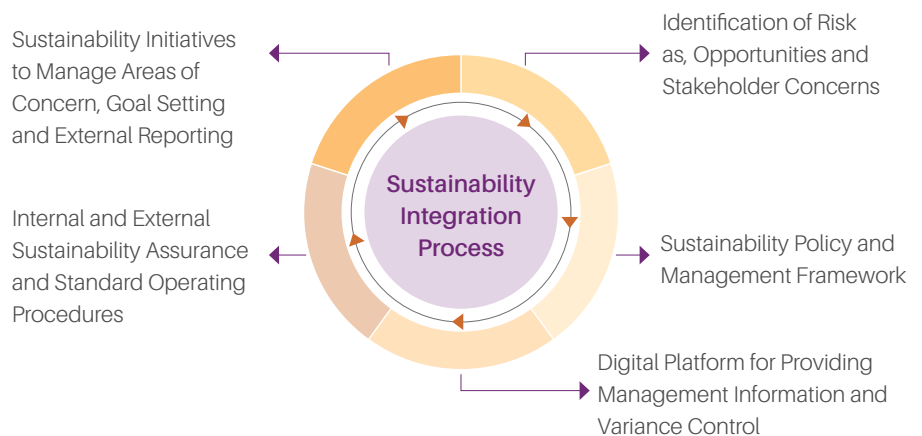 Sustainability Initiatives
to Manage Areas of
Concern, Goal Setting
and External Reporting
Identification of Risk
as, Opportunities and
Stakeholder Concerns
Sustainability
Integration
Process
Internal and External
Sustainability Assurance
and Standard Operating
Procedures
Sustainability Policy and
Management Framework
Digital Platform for Providing
Management Information and
Variance Control